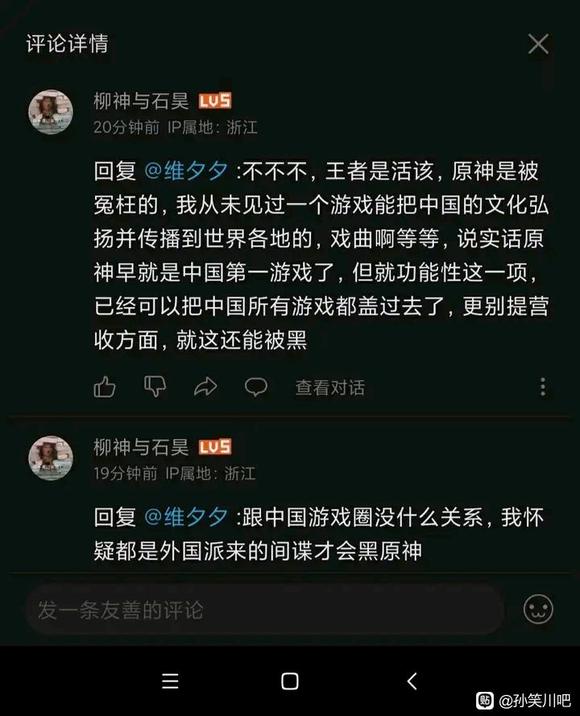 评论详情
柳神与石昊 LV5
20分钟前 IP属地：浙江
回复 @维夕夕 :不不不，王者是活该，原神是被
冤枉的，我从未见过一个游戏能把中国的文化弘
扬并传播到世界各地的，戏曲啊等等，说实话原
神早就是中国第一游戏了，但就功能性这一项，
已经可以把中国所有游戏都盖过去了，更别提营
收方面，就这还能被黑
查看对话
柳神与石昊 LV5
19分钟前 IP属地：浙江
回复 @维夕夕 :跟中国游戏圈没什么关系，我怀
疑都是外国派来的间谍才会黑原神
发一条友善的评论
贴 @孙笑川吧